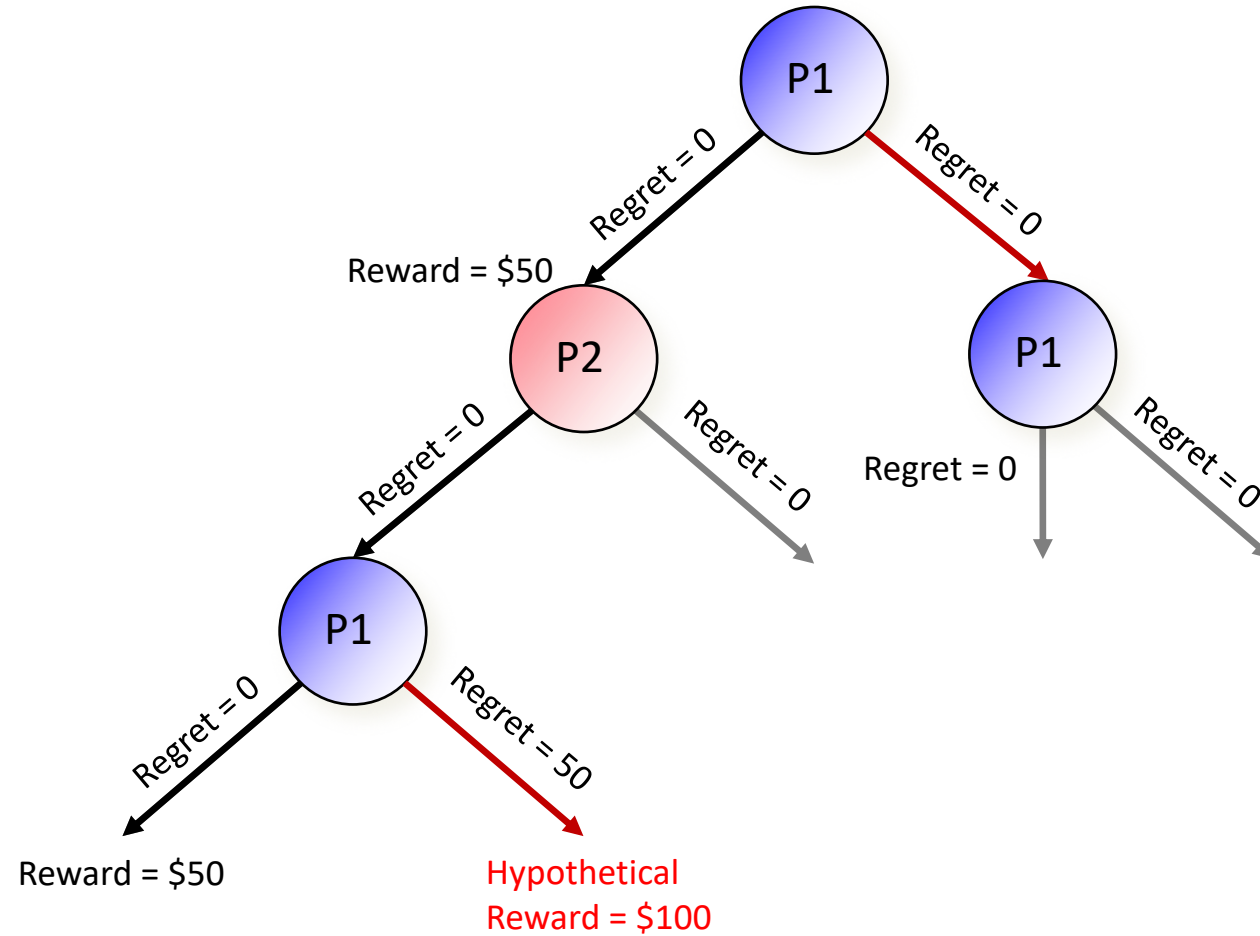 P1
Regret = 0
Regret = 0
Reward = $50
P2
P1
Regret = 0
Regret = 0
Regret = 0
Regret = 0
P1
Regret = 0
Regret = 50
Reward = $50
Hypothetical
Reward = $100